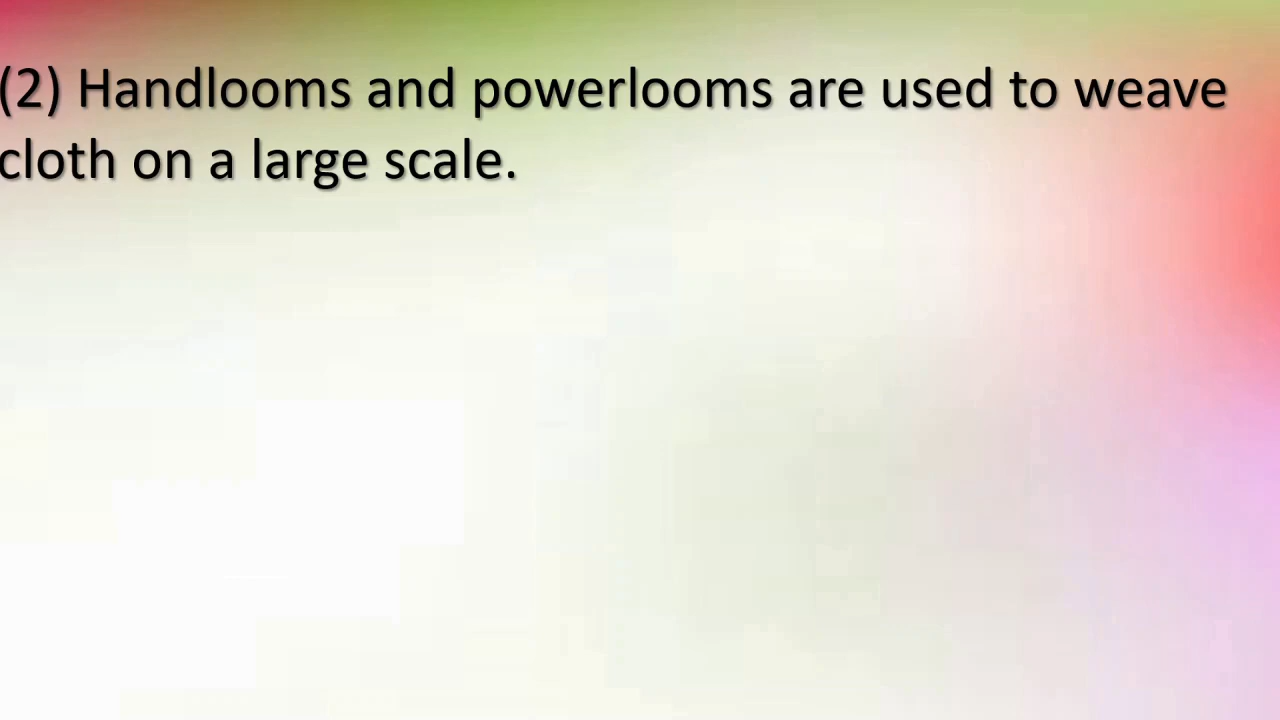 (2) Handlooms and powerlooms are used to weave
cloth on a large scale.